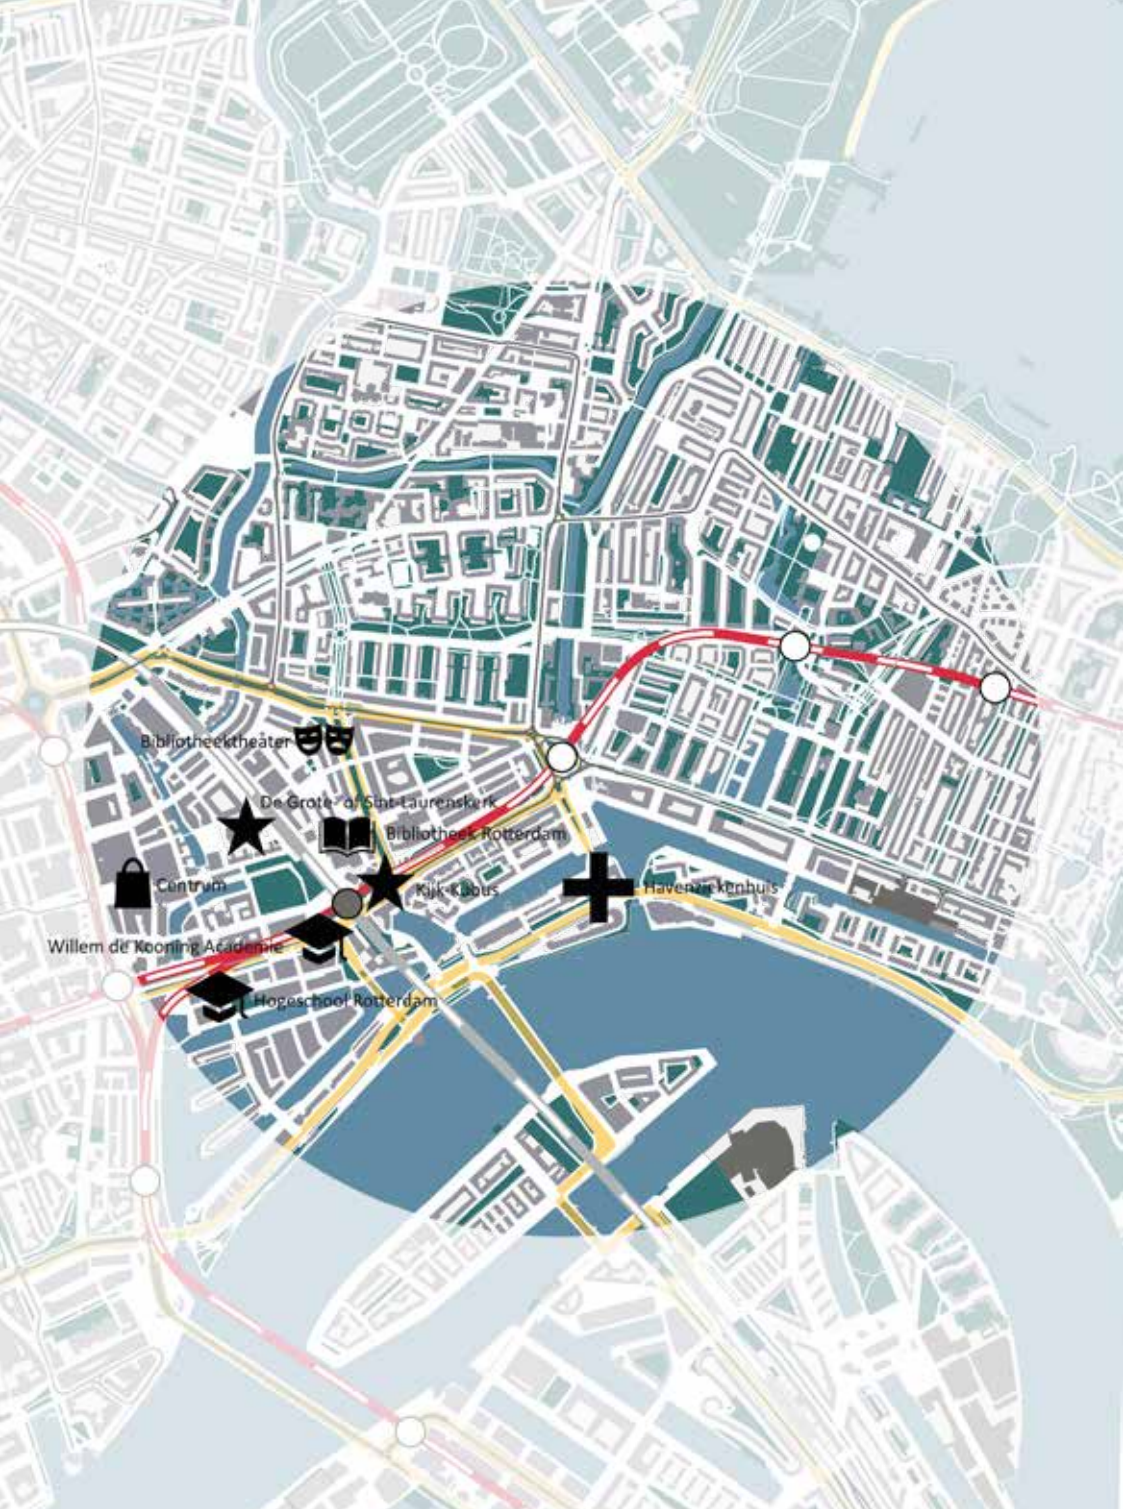 Bibliotheektheater
De Grote- of Sint-Laurenskerk
Bibliotheek Rotterdam
Centrum
Kijk-Kubus
Havenziekenhuis
Willem de Kooning Academie
Hogeschool Rotterdam